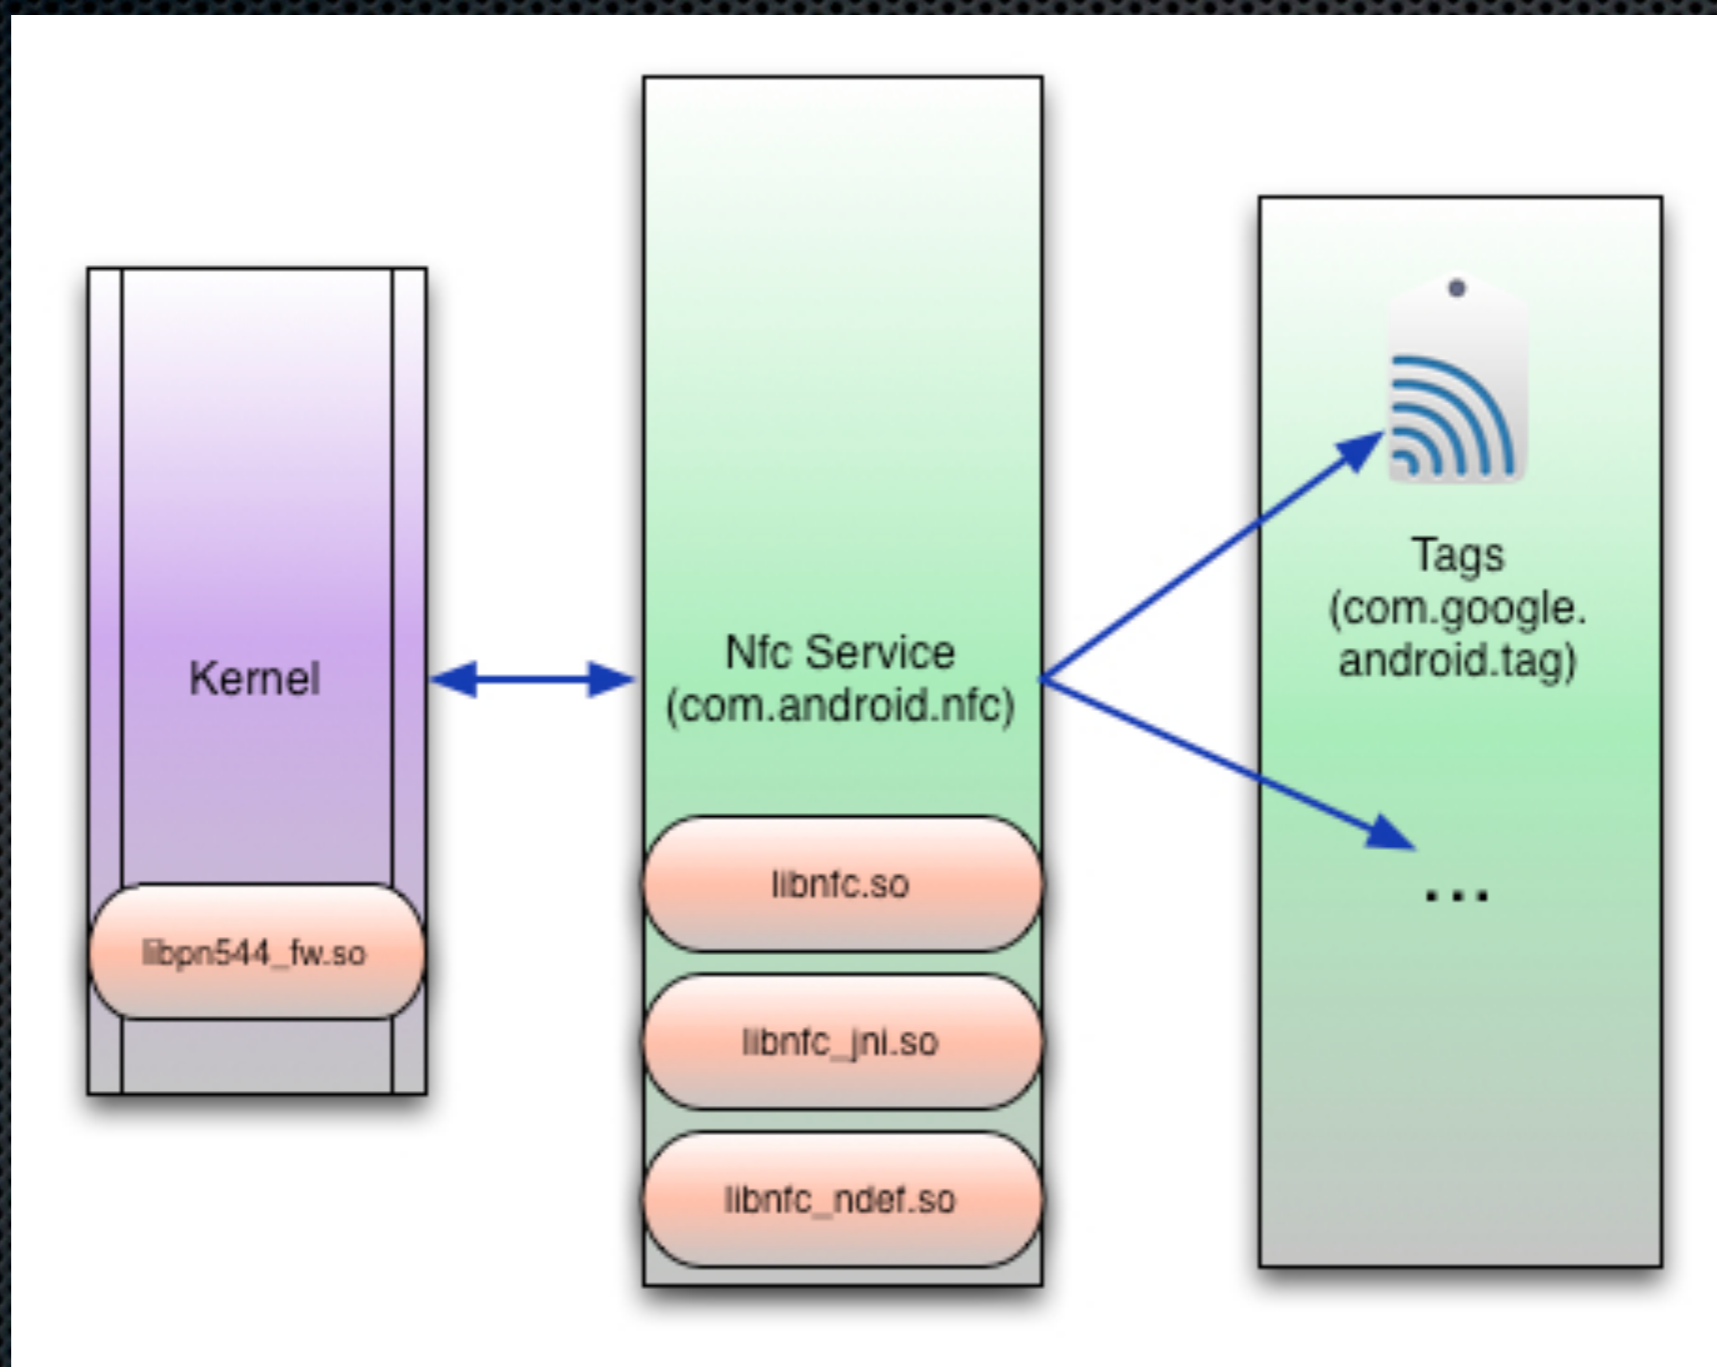 Kernel
libpn544_fw.so
Nfc Service
(com.android.nfc)
libnfc.so
libnfc_jni.so
libnfc_ndef.so
Tags
(com.google.
android.tag)
...